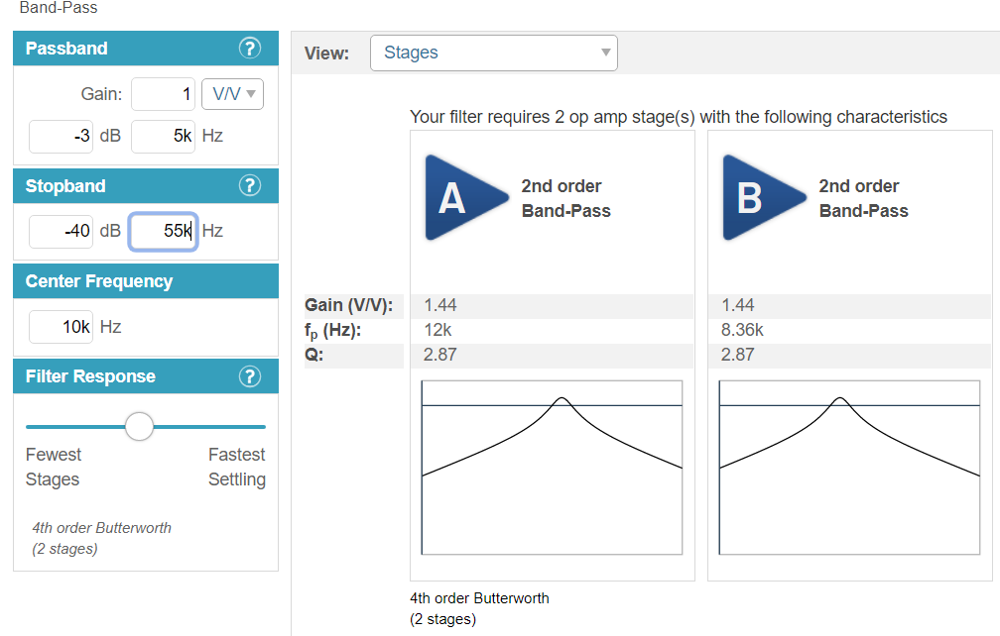 Band-Pass
Passband ?
Gain: 1 V/V
-3 dB 5k Hz
Stopband ?
-40 dB 55k Hz
Center Frequency
10k Hz
Filter Response ?
Fewest Stages
Fastest Settling
4th order Butterworth
(2 stages)
View: Stages
Your filter requires 2 op amp stage(s) with the following characteristics
A
2nd order
Band-Pass
B
2nd order
Band-Pass
Gain (V/V): 1.44 1.44
fp (Hz): 12k 8.36k
Q: 2.87 2.87
4th order Butterworth
(2 stages)